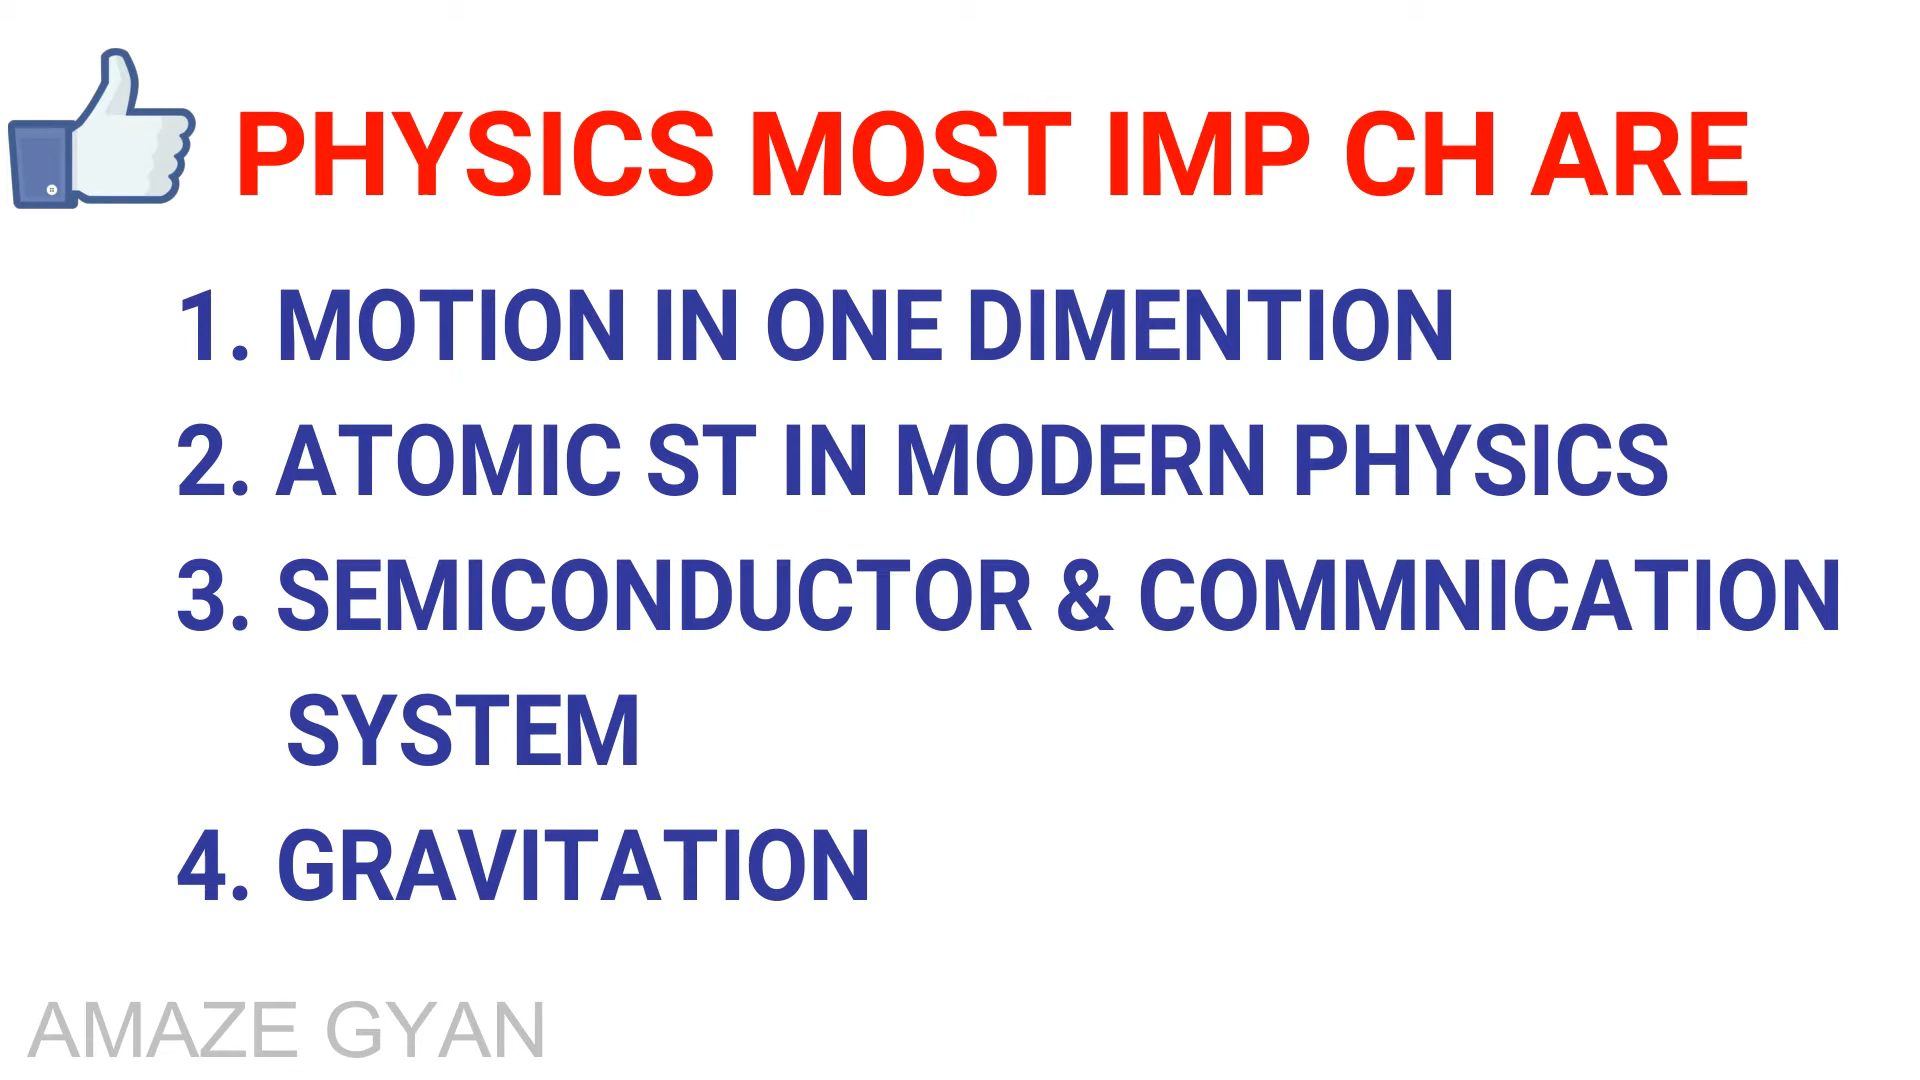 PHYSICS MOST IMP CH ARE
1. MOTION IN ONE DIMENTION
2. ATOMIC ST IN MODERN PHYSICS
3. SEMICONDUCTOR & COMMNICATION
SYSTEM
4. GRAVITATION
AMAZE GYAN